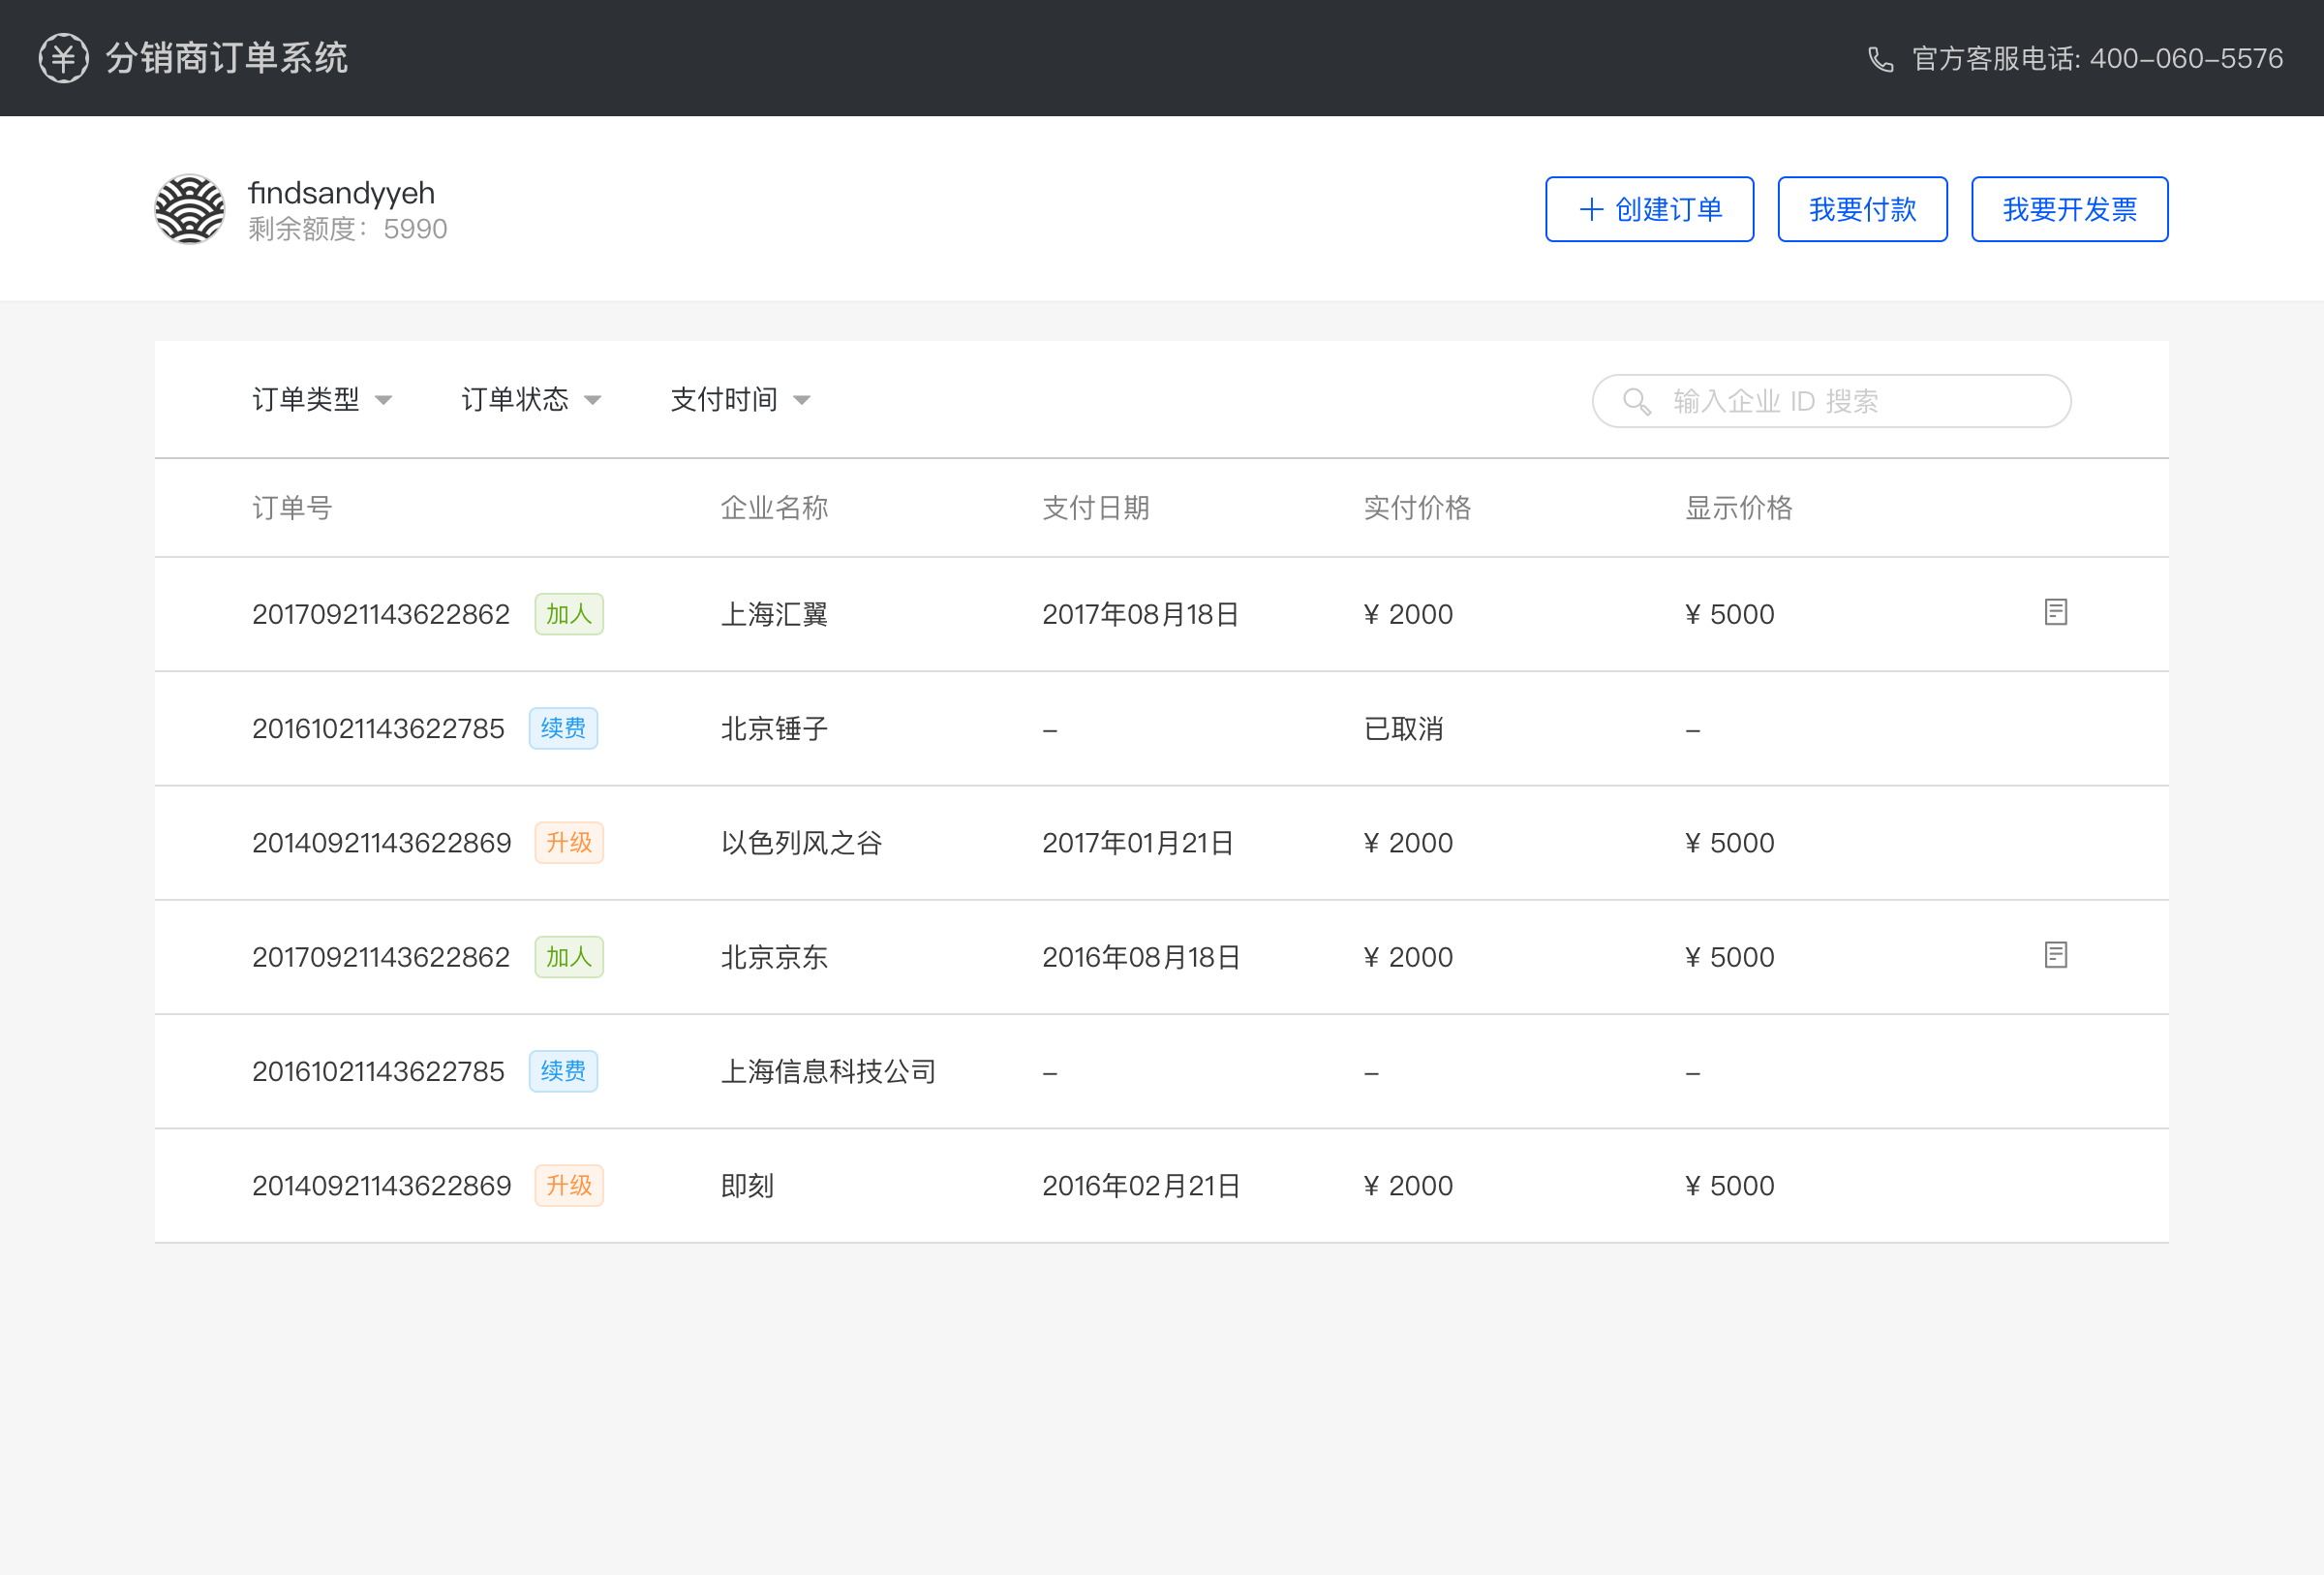 分销商订单系统 官方客服电话: 400-060-5576
findsandyyeh
剩余额度：5990
创建订单 我要付款 我要开发票
订单类型 订单状态 支付时间 输入企业 ID 搜索
订单号 企业名称 支付日期 实付价格 显示价格
20170921143622862 加人 上海汇翼 2017年08月18日 ¥ 2000 ¥ 5000
20161021143622785 续费 北京锤子 – 已取消 –
20140921143622869 升级 以色列风之谷 2017年01月21日 ¥ 2000 ¥ 5000
20170921143622862 加人 北京京东 2016年08月18日 ¥ 2000 ¥ 5000
20161021143622785 续费 上海信息科技公司 – – –
20140921143622869 升级 即刻 2016年02月21日 ¥ 2000 ¥ 5000